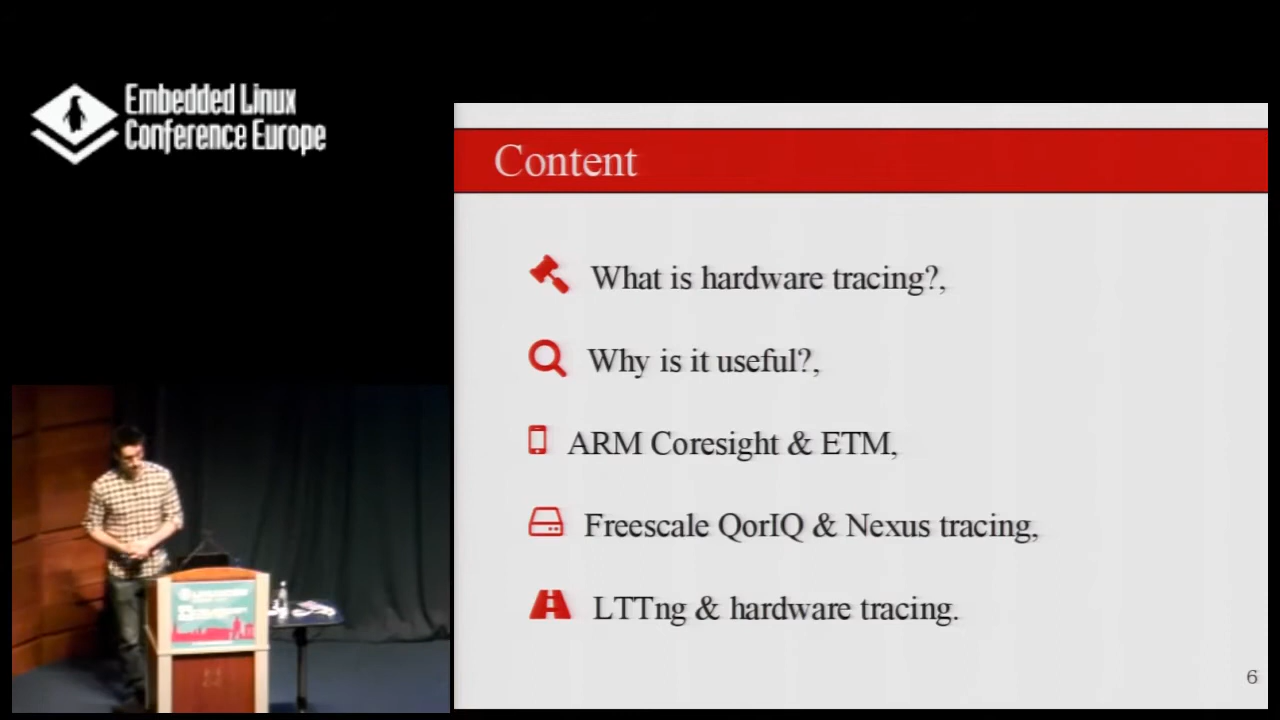 Embedded Linux
Conference Europe
Content
What is hardware tracing?,
Why is it useful?,
ARM Coresight & ETM,
Freescale QorIQ & Nexus tracing,
LTTng & hardware tracing.
6